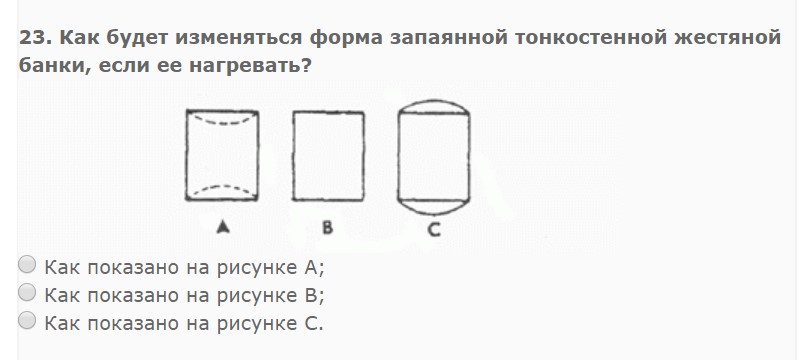 23. Как будет изменяться форма запаянной тонкостенной жестяной
банки, если ее нагревать?
A B C
Как показано на рисунке А;
Как показано на рисунке В;
Как показано на рисунке С.